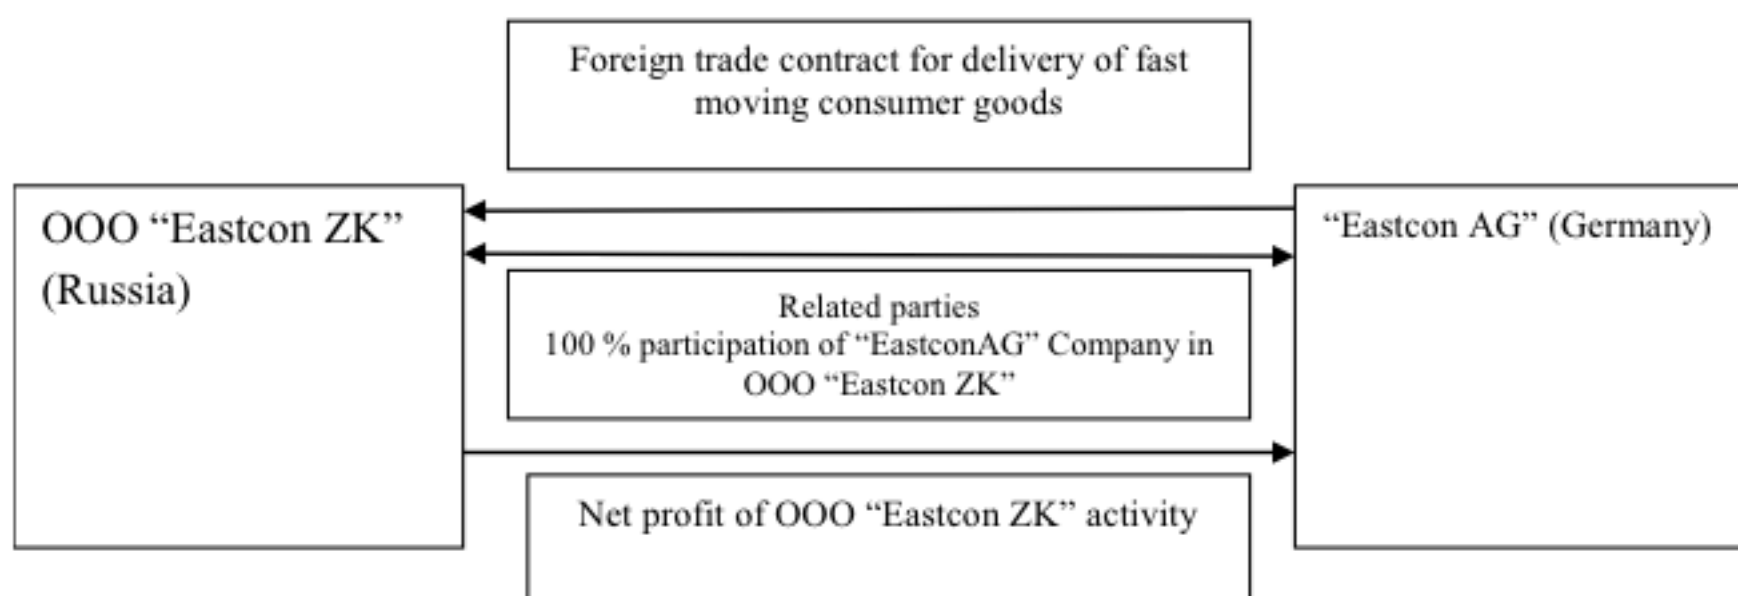 Foreign trade contract for delivery of fast
moving consumer goods
OOO “Eastcon ZK”
(Russia)
“Eastcon AG” (Germany)
Related parties
100 % participation of “EastconAG” Company in
OOO “Eastcon ZK”
Net profit of OOO “Eastcon ZK” activity